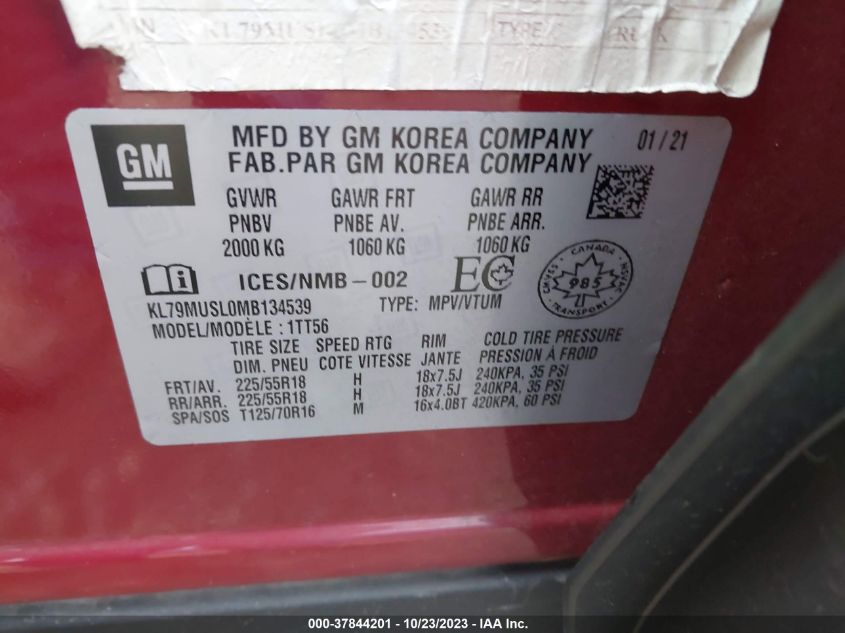 GM
MFD BY GM KOREA COMPANY 01/21
FAB.PAR GM KOREA COMPANY
GVWR GAWR FRT GAWR RR
PNBV PNBE AV. PNBE ARR.
2000 KG 1060 KG 1060 KG
ICES/NMB-002 EC
CANADA
985
TRANSPORT
KL79MUSL0MB134539 TYPE: MPV/VTUM
MODEL/MODÈLE: 1TT56
TIRE SIZE SPEED RTG RIM COLD TIRE PRESSURE
DIM. PNEU COTE VITESSE JANTE PRESSION À FROID
FRT/AV. 225/55R18 H 18x7.5J 240KPA, 35 PSI
RR/ARR. 225/55R18 H 18x7.5J 240KPA, 35 PSI
SPA/SOS T125/70R16 M 16x4.0BT 420KPA, 60 PSI
000-37844201 - 10/23/2023 - IAA Inc.